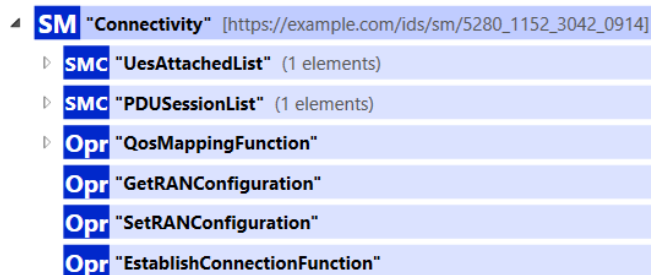 SM "Connectivity" [https://example.com/ids/sm/5280_1152_3042_0914]
SMC "UesAttachedList" (1 elements)
SMC "PDUSessionList" (1 elements)
Opr "QosMappingFunction"
Opr "GetRANConfiguration"
Opr "SetRANConfiguration"
Opr "EstablishConnectionFunction"